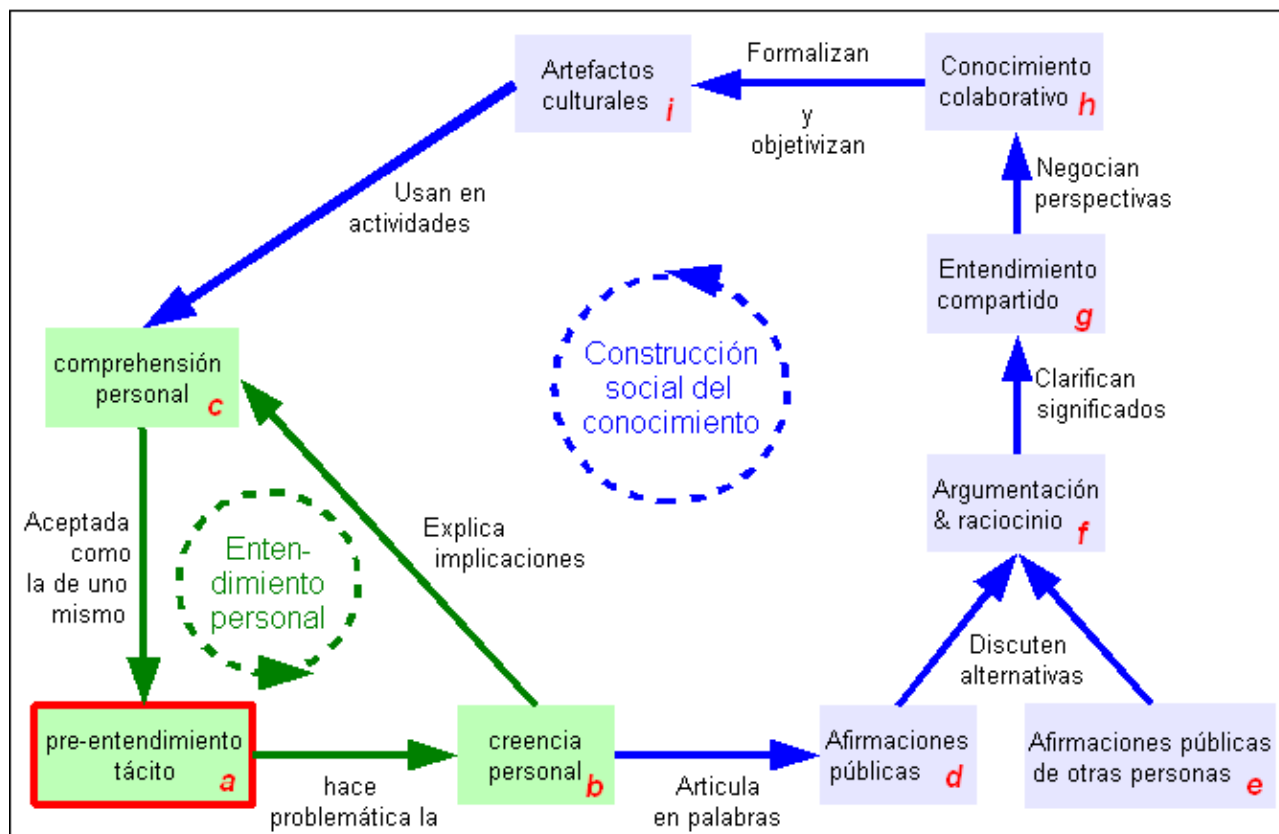 Artefactos
culturales i
Formalizan
y
objetivizan
Conocimiento
colaborativo h
Negocian
perspectivas
Usan en
actividades
Entendimiento
compartido g
Construcción
social del
conocimiento
comprehensión
personal c
Clarifican
significados
Aceptada
como
la de uno
mismo
Enten-
dimiento
personal
Explica
implicaciones
Argumentación
& raciocinio f
Discuten
alternativas
pre-entendimiento
tácito a
hace
problemática la
creencia
personal b
Articula
en palabras
Afirmaciones
públicas d
Afirmaciones públicas
de otras personas e